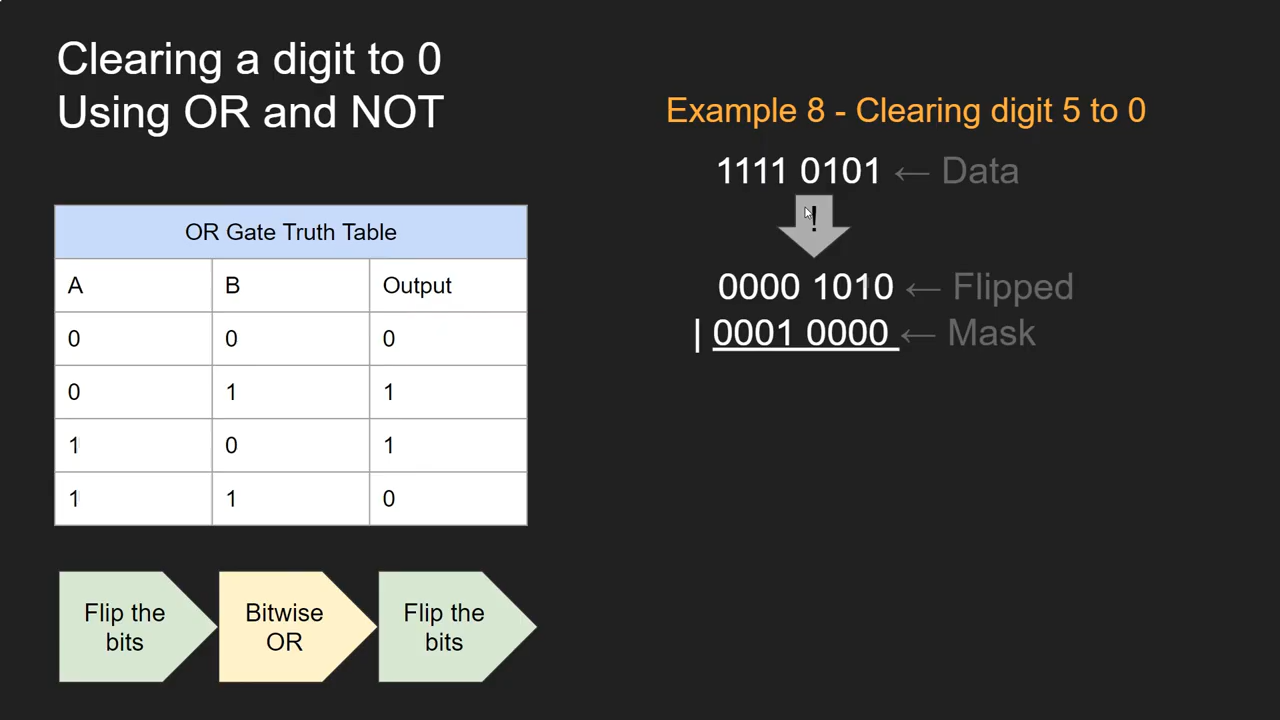 Clearing a digit to 0
Using OR and NOT
OR Gate Truth Table
A B Output
0 0 0
0 1 1
1 0 1
1 1 0
Flip the
bits
Bitwise
OR
Flip the
bits
Example 8 - Clearing digit 5 to 0
1111 0101 ← Data
!
0000 1010 ← Flipped
| 0001 0000 ← Mask